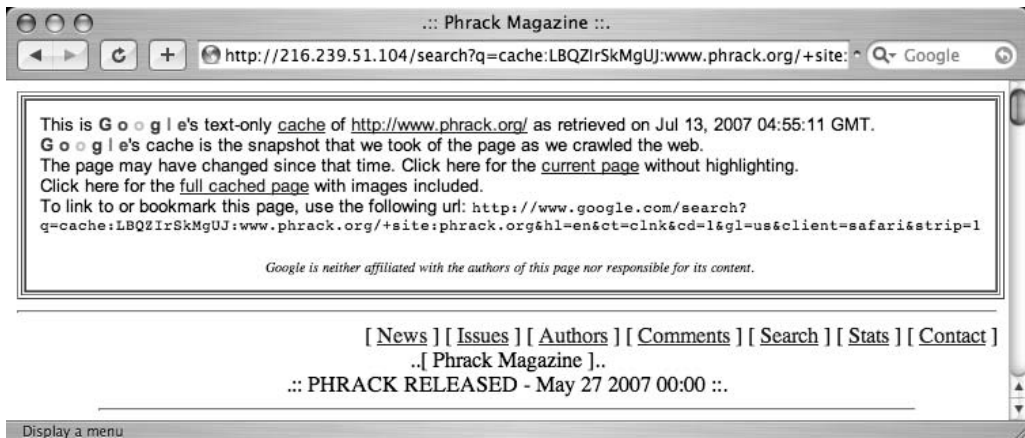 .:: Phrack Magazine ::.
http://216.239.51.104/search?q=cache:LBQZIrSkMgUJ:www.phrack.org/+site:
Google
This is Google's text-only cache of http://www.phrack.org/ as retrieved on Jul 13, 2007 04:55:11 GMT.
Google's cache is the snapshot that we took of the page as we crawled the web.
The page may have changed since that time. Click here for the current page without highlighting.
Click here for the full cached page with images included.
To link to or bookmark this page, use the following url: http://www.google.com/search?
q=cache:LBQZIrSkMgUJ:www.phrack.org/+site:phrack.org&hl=en&ct=clnk&cd=1&gl=us&client=safari&strip=1
Google is neither affiliated with the authors of this page nor responsible for its content.
[ News ] [ Issues ] [ Authors ] [ Comments ] [ Search ] [ Stats ] [ Contact ]
..[ Phrack Magazine ]..
.:: PHRACK RELEASED - May 27 2007 00:00 ::.
Display a menu